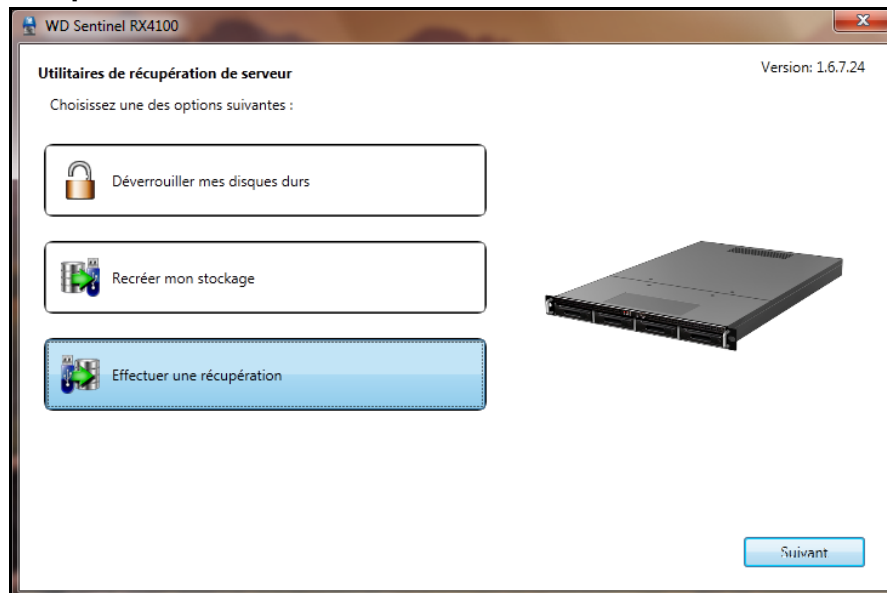 WD Sentinel RX4100
Utilitaires de récupération de serveur
Version: 1.6.7.24
Choisissez une des options suivantes :
Déverrouiller mes disques durs
Recréer mon stockage
Effectuer une récupération
Suivant